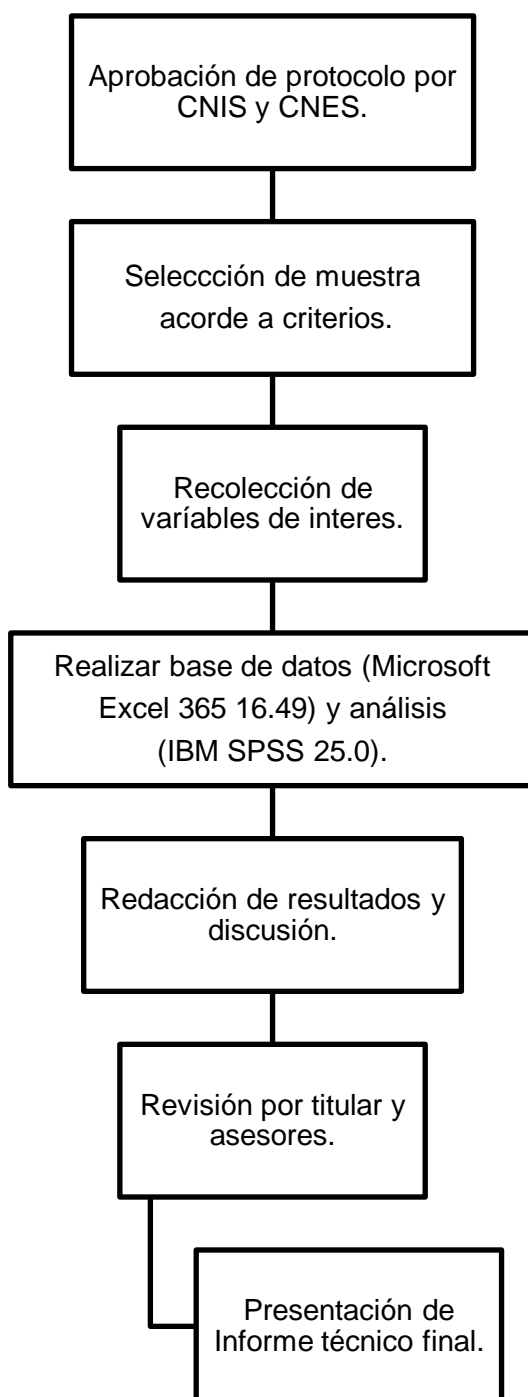 Aprobación de protocolo por
CNIS y CNES.
Seleccción de muestra
acorde a criterios.
Recolección de
varíables de interes.
Realizar base de datos (Microsoft
Excel 365 16.49) y análisis
(IBM SPSS 25.0).
Redacción de resultados y
discusión.
Revisión por titular y
asesores.
Presentación de
Informe técnico final.